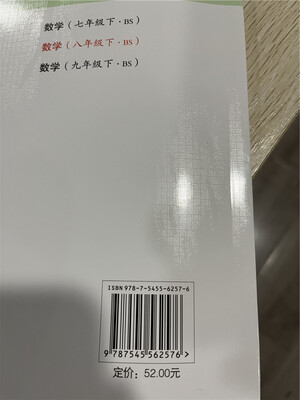 数学（七年级下·BS）
数学（八年级下·BS）
数学（九年级下·BS）
ISBN 978-7-5455-6257-6
9 787545 562576 >
定价：52.00元